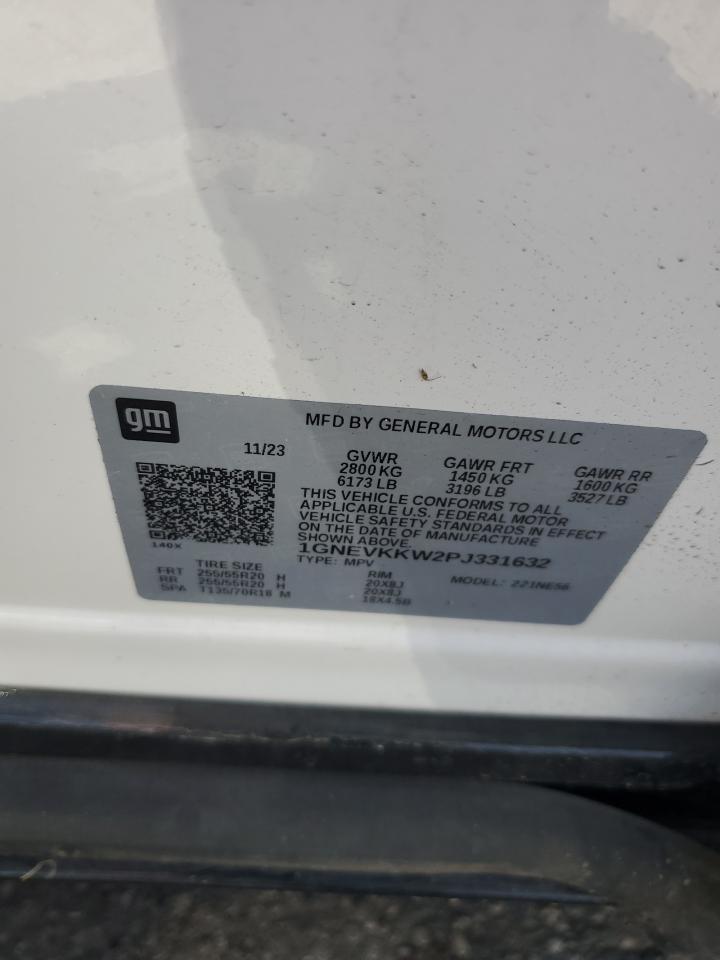 gm
MFD BY GENERAL MOTORS LLC
11/23
GVWR
2800 KG
6173 LB
GAWR FRT
1450 KG
3196 LB
GAWR RR
1600 KG
3527 LB
THIS VEHICLE CONFORMS TO ALL
APPLICABLE U.S. FEDERAL MOTOR
VEHICLE SAFETY STANDARDS IN EFFECT
ON THE DATE OF MANUFACTURE
SHOWN ABOVE.
140X
1GNEVKKW2PJ331632
TYPE: MPV
MODEL: 221NE56
TIRE SIZE RIM
FRT 255/55R20 H 20X8J
RR 255/55R20 H 20X8J
SPA T135/70R18 M 18X4.5B